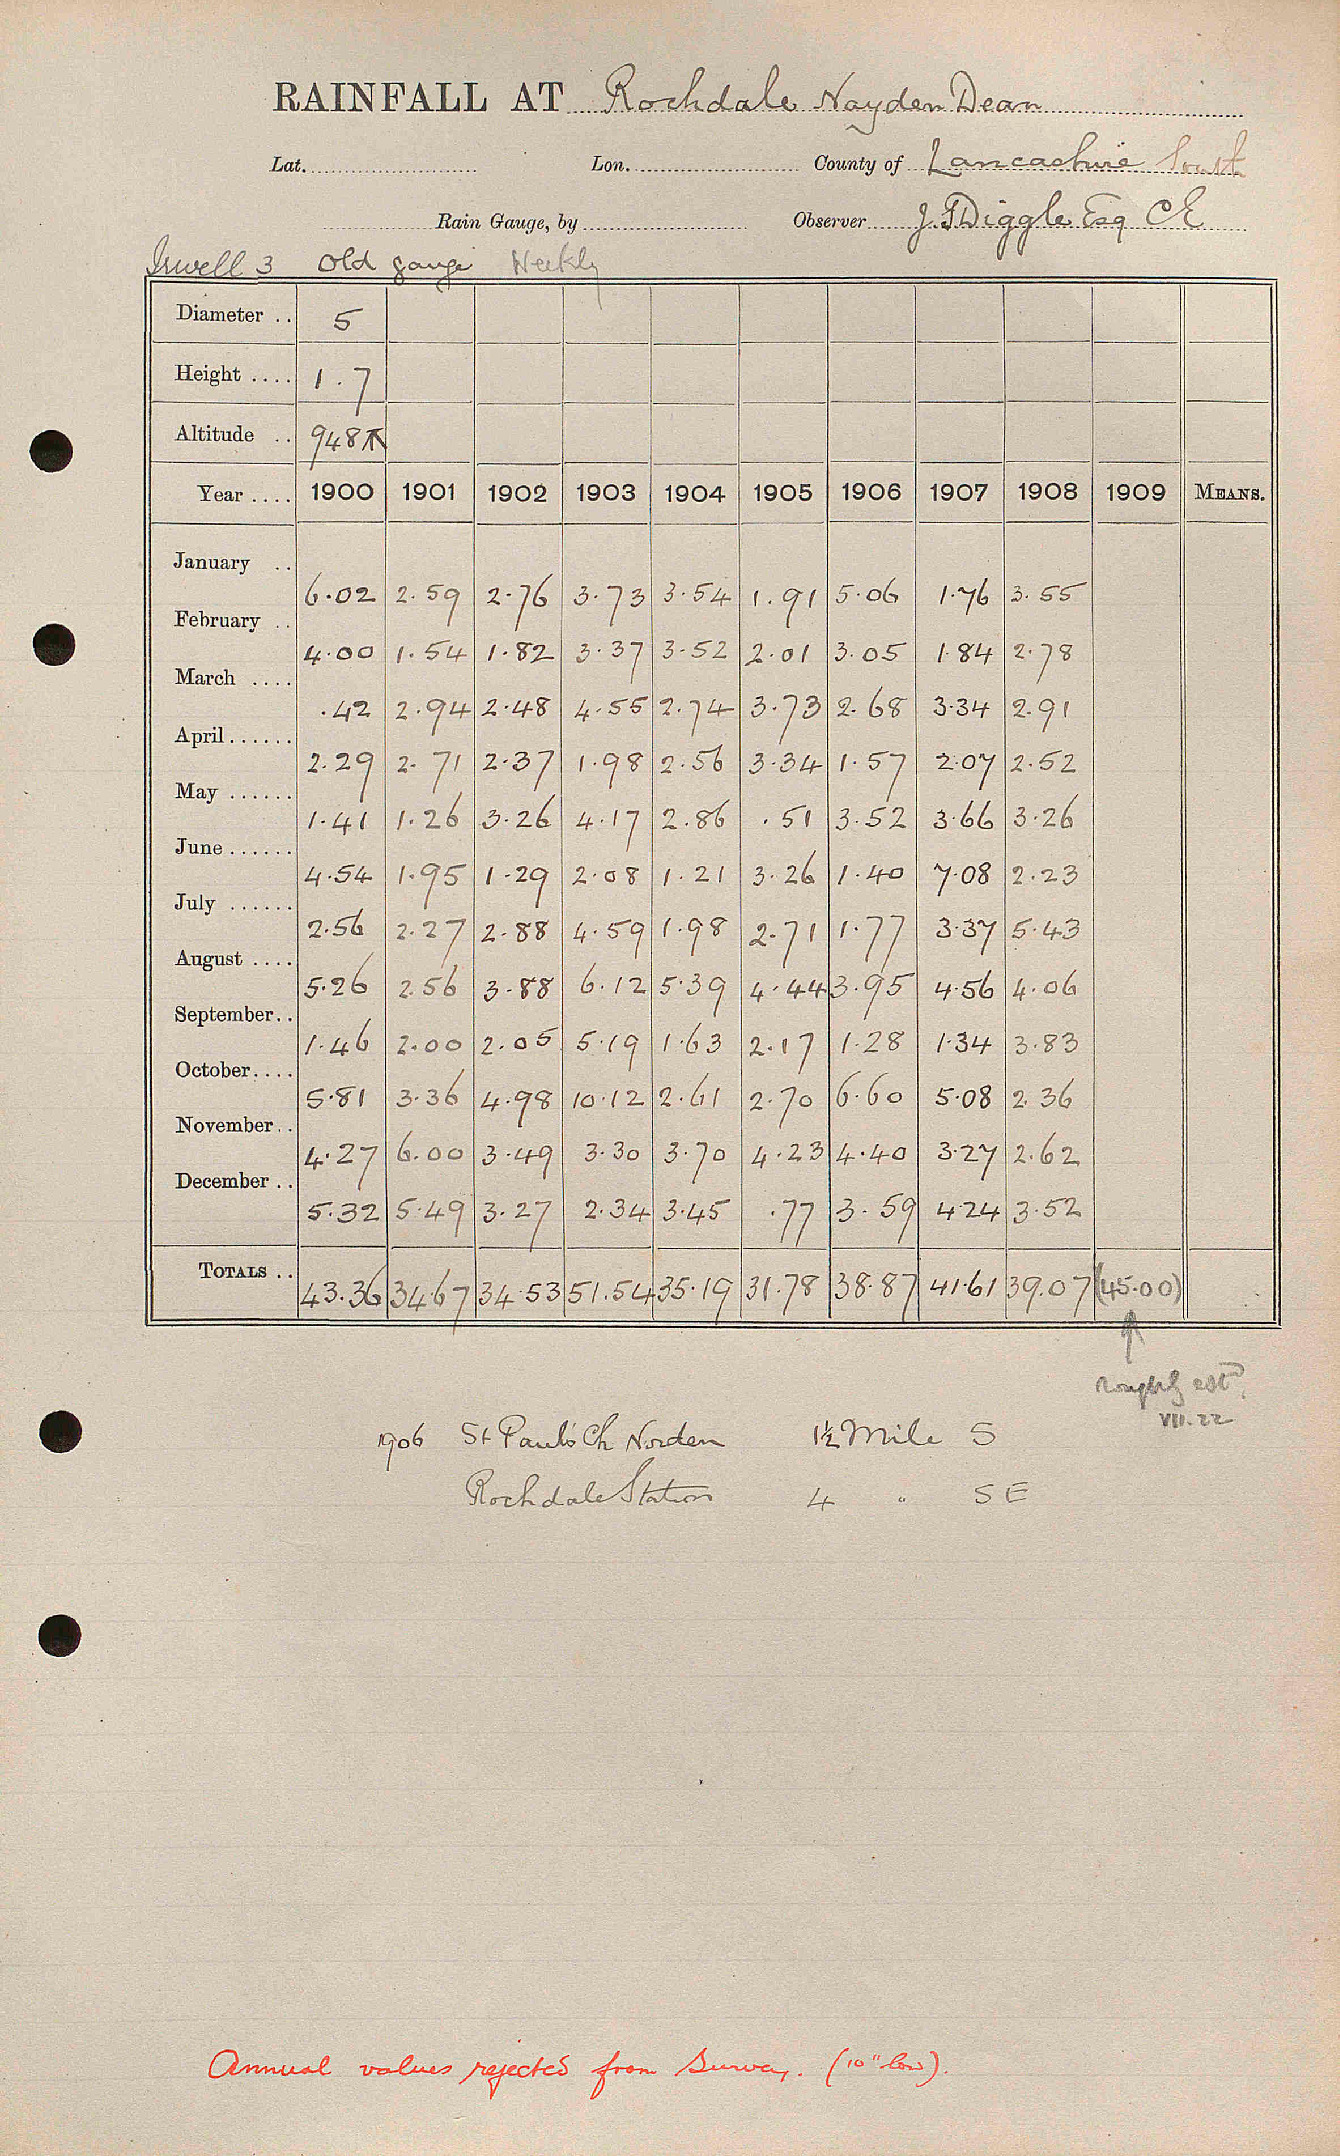 RAINFALL AT Rochdale Nayden Dean
Lat. Lon. County of Lancashire South
Rain Gauge, by Observer J.T Diggle Esq CE
Irwell 3 Old gauge Weekly
Diameter .. 5
Height .... 1.7
Altitude .. 948
Year .... 1900 1901 1902 1903 1904 1905 1906 1907 1908 1909 MEANS.
January .. 6.02 2.59 2.76 3.73 3.54 1.91 5.06 1.76 3.55
February .. 4.00 1.54 1.82 3.37 3.52 2.01 3.05 1.84 2.78
March .... .42 2.94 2.48 4.55 2.74 3.73 2.68 3.34 2.91
April...... 2.29 2.71 2.37 1.98 2.56 3.34 1.57 2.07 2.52
May ...... 1.41 1.26 3.26 4.17 2.86 .51 3.52 3.66 3.26
June...... 4.54 1.95 1.29 2.08 1.21 3.26 1.40 7.08 2.23
July ...... 2.56 2.27 2.88 4.59 1.98 2.71 1.77 3.37 5.43
August .... 5.26 2.56 3.88 6.12 5.39 4.44 3.95 4.56 4.06
September.. 1.46 2.00 2.05 5.19 1.63 2.17 1.28 1.34 3.83
October.... 5.81 3.36 4.98 10.12 2.61 2.70 6.60 5.08 2.36
November.. 4.27 6.00 3.49 3.30 3.70 4.23 4.40 3.27 2.62
December .. 5.32 5.49 3.27 2.34 3.45 .77 3.59 4.24 3.52
TOTALS .. 43.36 34.67 34.53 51.54 35.19 31.78 38.87 41.61 39.07 (45.00)
roughly estd.
VII.22
1906 St Paul's Ch Norden 1½ Mile S
Rochdale Station 4 " SE
Annual values rejected from Survey. (10" low).